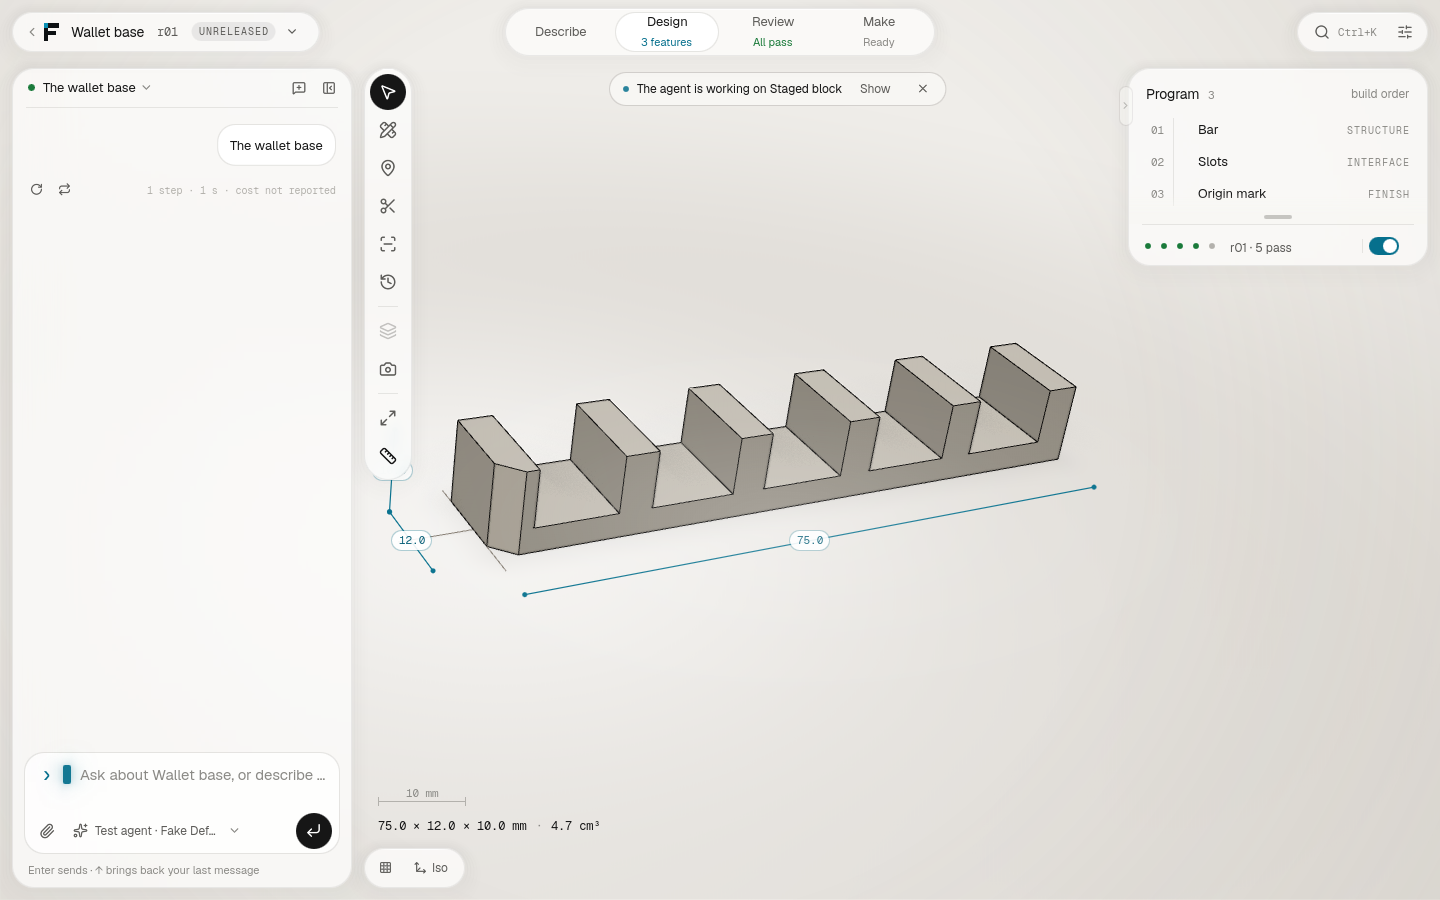 Wallet base r01 UNRELEASED
Describe
Design
3 features
Review
All pass
Make
Ready
Ctrl+K
The wallet base
The wallet base
1 step · 1 s · cost not reported
The agent is working on Staged block Show
Program 3 build order
01 Bar STRUCTURE
02 Slots INTERFACE
03 Origin mark FINISH
r01 · 5 pass
12.0
75.0
10 mm
75.0 × 12.0 × 10.0 mm · 4.7 cm³
Iso
Ask about Wallet base, or describe ...
Test agent · Fake Def...
Enter sends · ↑ brings back your last message